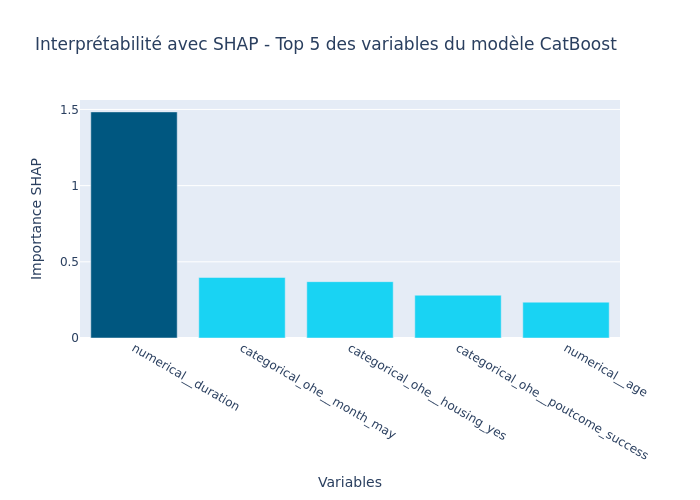 Interprétabilité avec SHAP - Top 5 des variables du modèle CatBoost
Importance SHAP
1.5
1
0.5
0
numerical__duration
categorical_ohe__month_may
categorical_ohe__housing_yes
categorical_ohe__poutcome_success
numerical__age
Variables